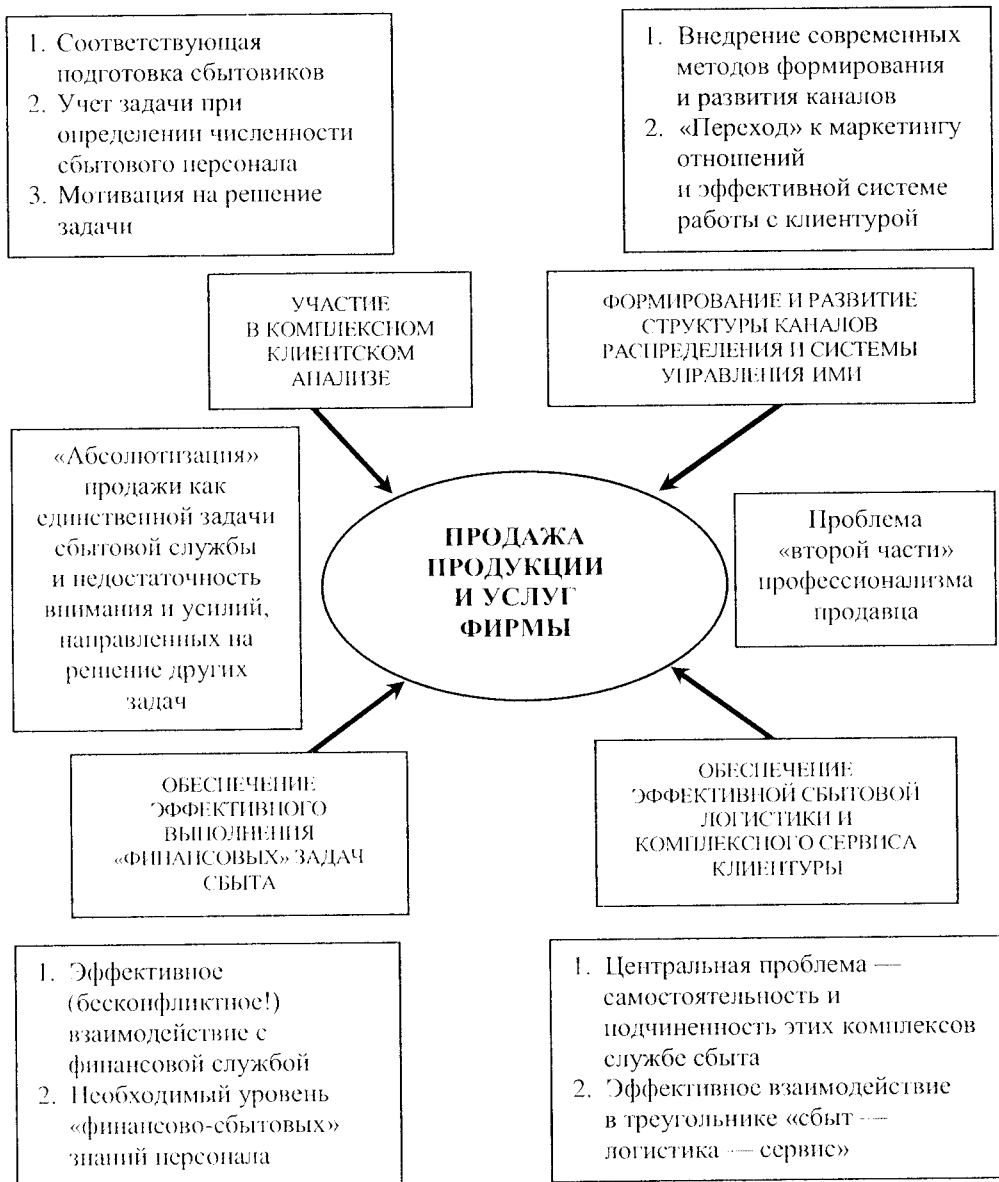 1. Соответствующая
подготовка сбытовиков
2. Учет задачи при
определении численности
сбытового персонала
3. Мотивация на решение
задачи
1. Внедрение современных
методов формирования
и развития каналов
2. «Переход» к маркетингу
отношений
и эффективной системе
работы с клиентурой
УЧАСТИЕ
В КОМПЛЕКСНОМ
КЛИЕНТСКОМ
АНАЛИЗЕ
ФОРМИРОВАНИЕ И РАЗВИТИЕ
СТРУКТУРЫ КАНАЛОВ
РАСПРЕДЕЛЕНИЯ И СИСТЕМЫ
УПРАВЛЕНИЯ ИМИ
«Абсолютизация»
продажи как
единственной задачи
сбытовой службы
и недостаточность
внимания и усилий,
направленных на
решение других
задач
ПРОДАЖА
ПРОДУКЦИИ
И УСЛУГ
ФИРМЫ
Проблема
«второй части»
профессионализма
продавца
ОБЕСПЕЧЕНИЕ
ЭФФЕКТИВНОГО
ВЫПОЛНЕНИЯ
«ФИНАНСОВЫХ» ЗАДАЧ
СБЫТА
ОБЕСПЕЧЕНИЕ
ЭФФЕКТИВНОЙ СБЫТОВОЙ
ЛОГИСТИКИ И
КОМПЛЕКСНОГО СЕРВИСА
КЛИЕНТУРЫ
1. Эффективное
(бесконфликтное!)
взаимодействие с
финансовой службой
2. Необходимый уровень
«финансово-сбытовых»
знаний персонала
1. Центральная проблема —
самостоятельность и
подчиненность этих комплексов
службе сбыта
2. Эффективное взаимодействие
в треугольнике «сбыт —
логистика — сервис»